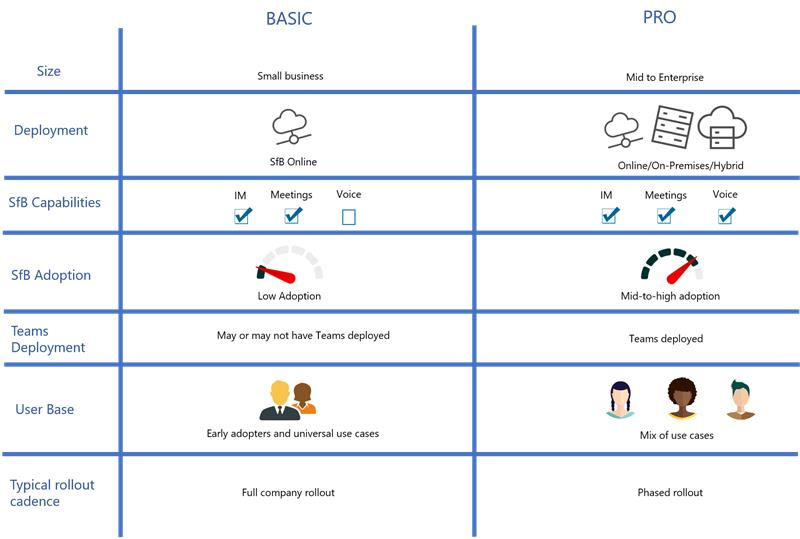 BASIC
PRO
Size
Small business
Mid to Enterprise
Deployment
SfB Online
Online/On-Premises/Hybrid
SfB Capabilities
IM Meetings Voice
IM Meetings Voice
SfB Adoption
Low Adoption
Mid-to-high adoption
Teams
Deployment
May or may not have Teams deployed
Teams deployed
User Base
Early adopters and universal use cases
Mix of use cases
Typical rollout
cadence
Full company rollout
Phased rollout